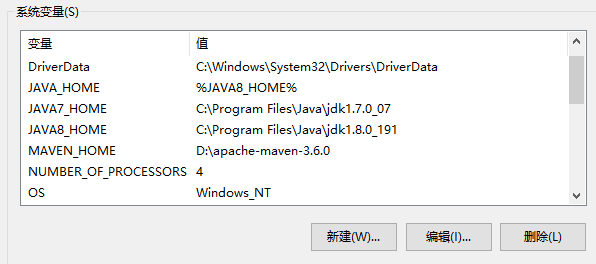 系统变量(S)
变量 值
DriverData C:\Windows\System32\Drivers\DriverData
JAVA_HOME %JAVA8_HOME%
JAVA7_HOME C:\Program Files\Java\jdk1.7.0_07
JAVA8_HOME C:\Program Files\Java\jdk1.8.0_191
MAVEN_HOME D:\apache-maven-3.6.0
NUMBER_OF_PROCESSORS 4
OS Windows_NT
新建(W)... 编辑(I)... 删除(L)